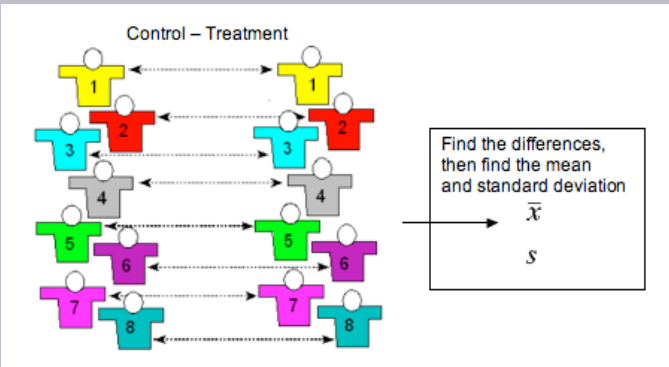 Control – Treatment
1 1
2 2
3 3
4 4
5 5
6 6
7 7
8 8
Find the differences,
then find the mean
and standard deviation
x̅
s